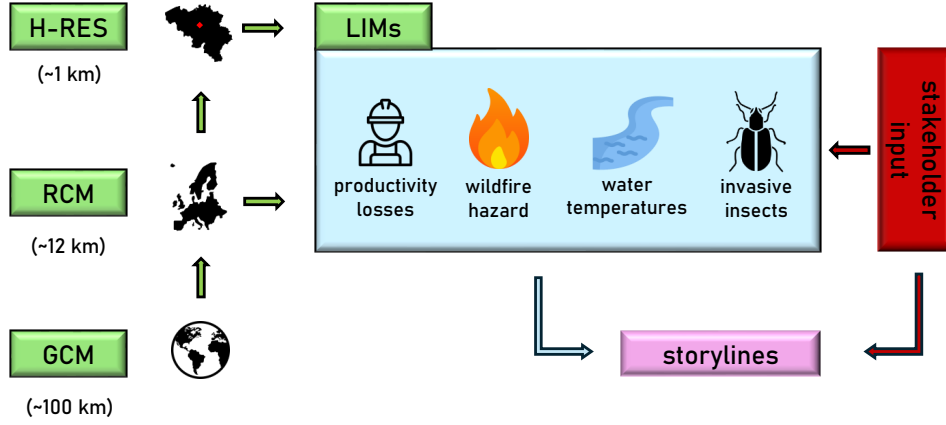 H-RES
(~1 km)
RCM
(~12 km)
GCM
(~100 km)
LIMs
productivity
losses
wildfire
hazard
water
temperatures
invasive
insects
stakeholder
input
storylines